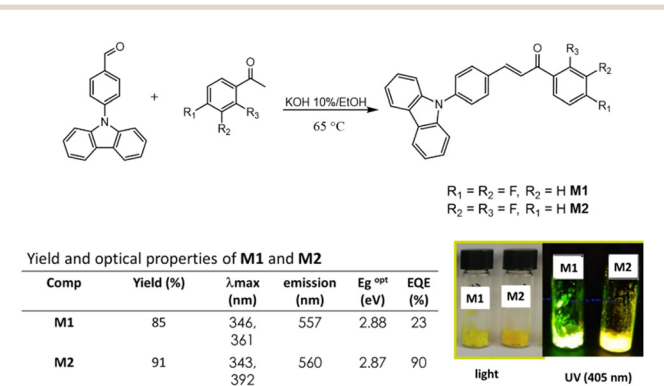 O
O
O
R3
R2
+
KOH 10%/EtOH
R1
R3
N
R1
N
R2
65 °C
R1 = R2 = F, R2 = H M1
R2 = R3 = F, R1 = H M2
Yield and optical properties of M1 and M2
Comp Yield (%) λmax (nm) emission (nm) Eg opt (eV) EQE (%)
M1 85 346, 361 557 2.88 23
M2 91 343, 392 560 2.87 90
M1 M2
M1 M2
light
UV (405 nm)